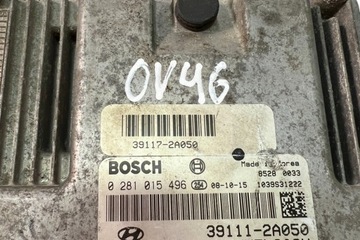 OV46
39117-2A050
BOSCH Made in Korea
8528 0033
0 281 015 496 254 08-10-15 1039S31222
39111-2A050